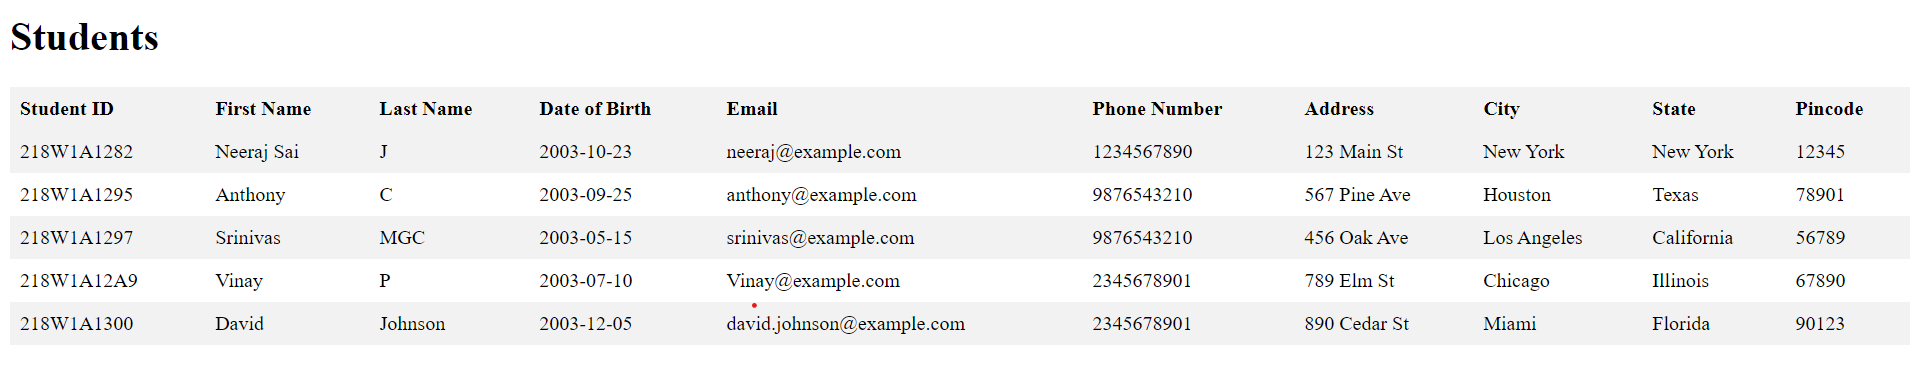 Students
Student ID First Name Last Name Date of Birth Email Phone Number Address City State Pincode
218W1A1282 Neeraj Sai J 2003-10-23 neeraj@example.com 1234567890 123 Main St New York New York 12345
218W1A1295 Anthony C 2003-09-25 anthony@example.com 9876543210 567 Pine Ave Houston Texas 78901
218W1A1297 Srinivas MGC 2003-05-15 srinivas@example.com 9876543210 456 Oak Ave Los Angeles California 56789
218W1A12A9 Vinay P 2003-07-10 Vinay@example.com 2345678901 789 Elm St Chicago Illinois 67890
218W1A1300 David Johnson 2003-12-05 david.johnson@example.com 2345678901 890 Cedar St Miami Florida 90123